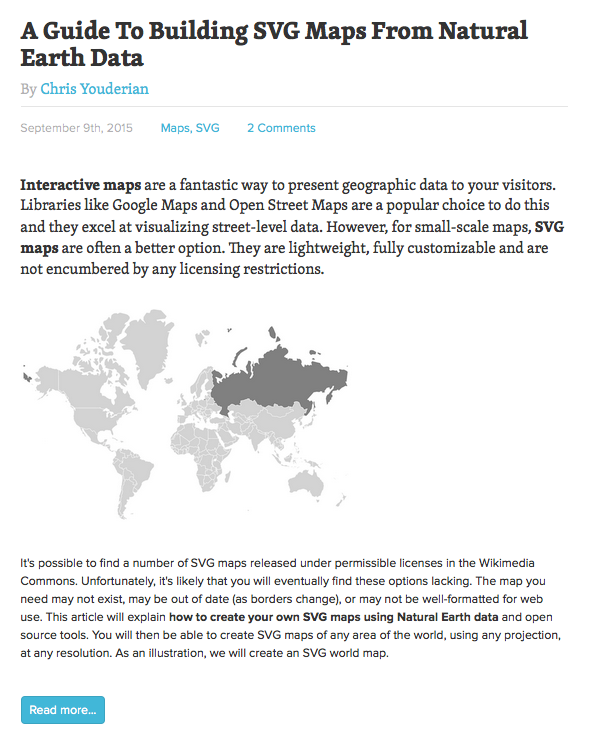 A Guide To Building SVG Maps From Natural
Earth Data
By Chris Youderian
September 9th, 2015 Maps, SVG 2 Comments
Interactive maps are a fantastic way to present geographic data to your visitors.
Libraries like Google Maps and Open Street Maps are a popular choice to do this
and they excel at visualizing street-level data. However, for small-scale maps, SVG
maps are often a better option. They are lightweight, fully customizable and are
not encumbered by any licensing restrictions.
It's possible to find a number of SVG maps released under permissible licenses in the Wikimedia
Commons. Unfortunately, it's likely that you will eventually find these options lacking. The map you
need may not exist, may be out of date (as borders change), or may not be well-formatted for web
use. This article will explain how to create your own SVG maps using Natural Earth data and open
source tools. You will then be able to create SVG maps of any area of the world, using any projection,
at any resolution. As an illustration, we will create an SVG world map.
Read more...